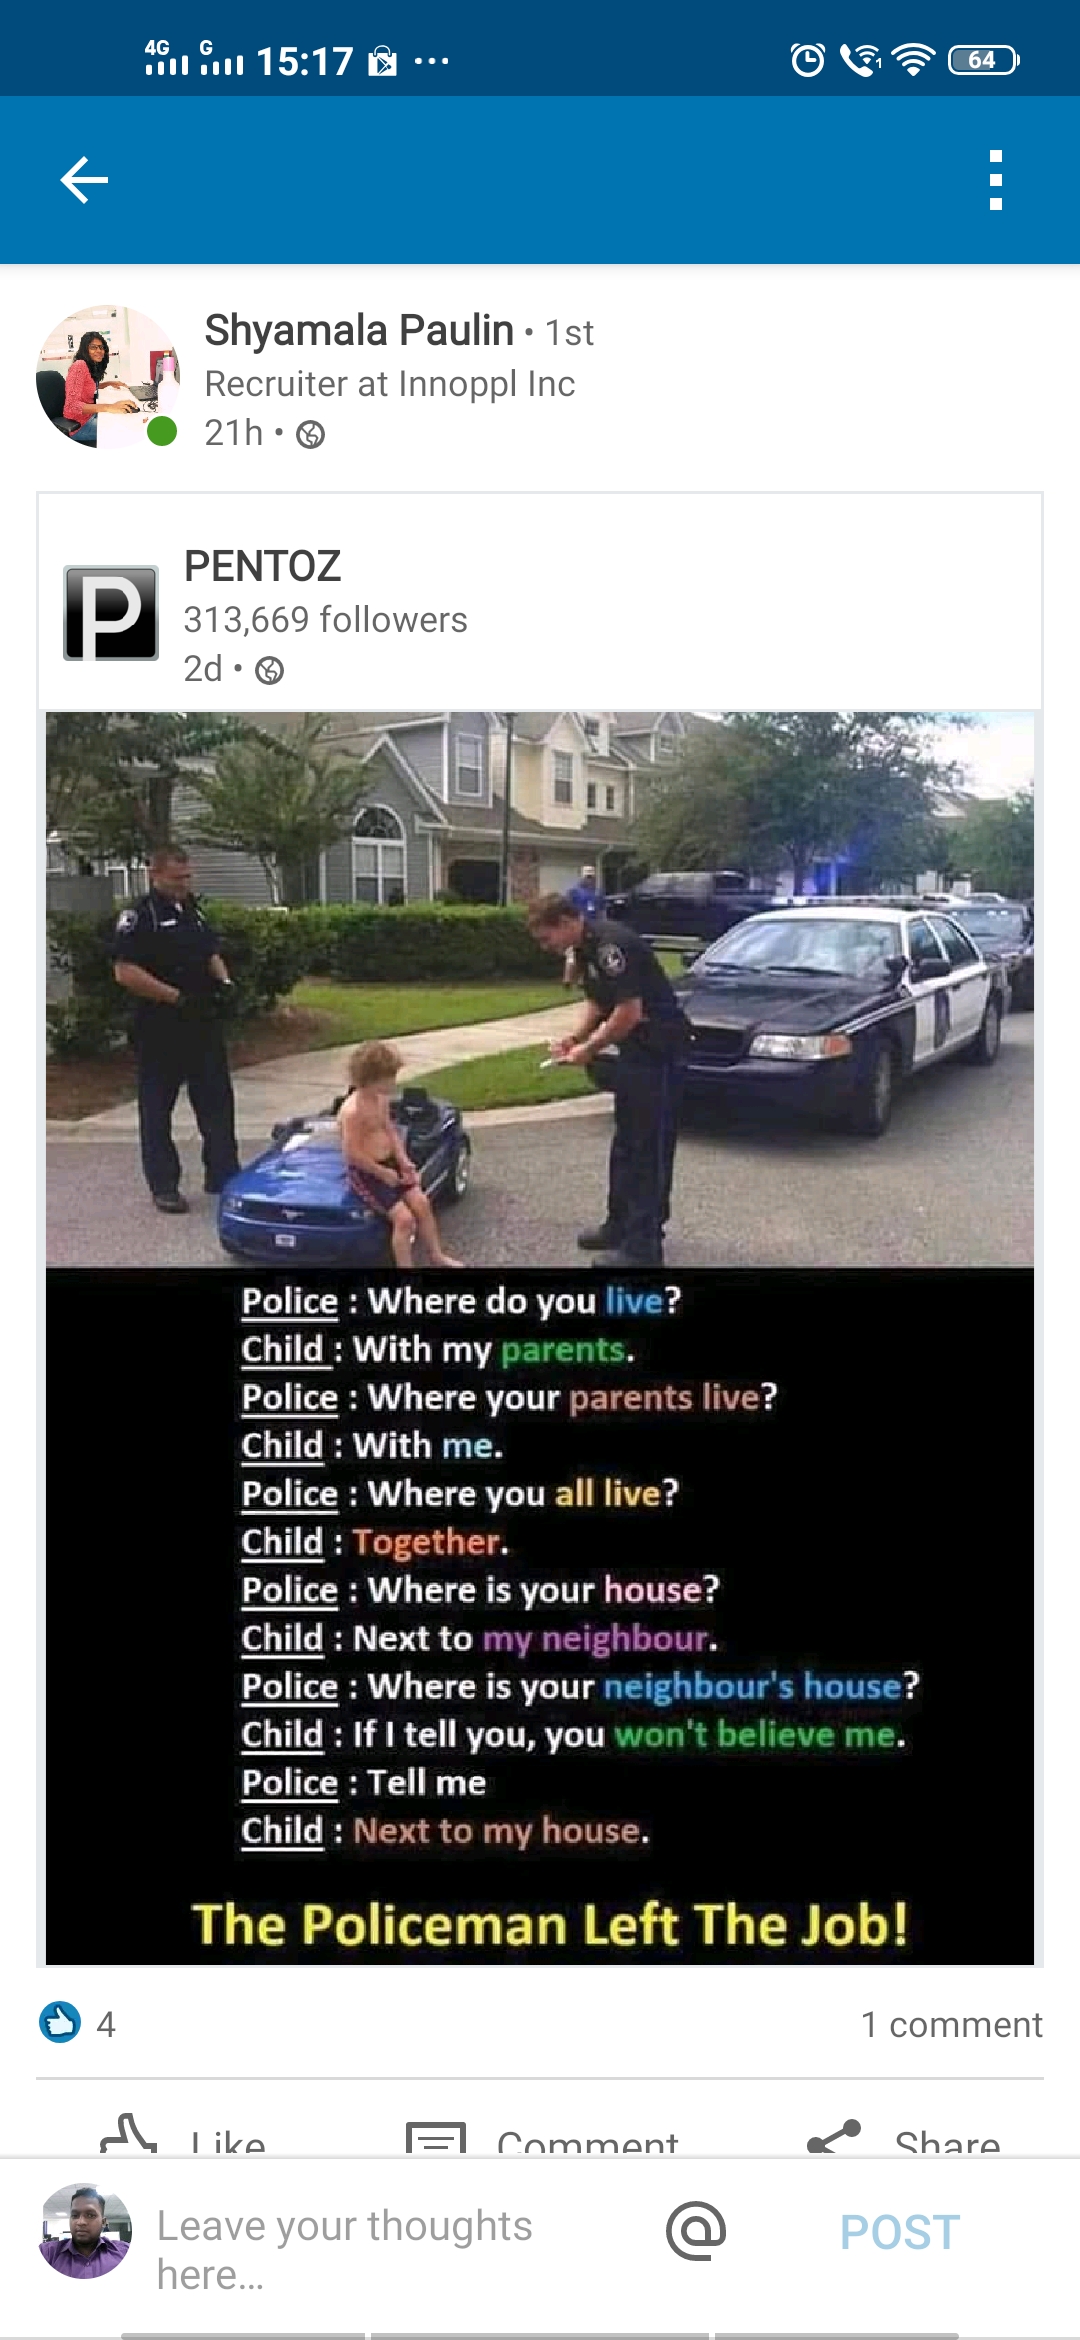 4G G 15:17 ... 1 64
Shyamala Paulin • 1st
Recruiter at Innoppl Inc
21h •
P
PENTOZ
313,669 followers
2d •
Police : Where do you live?
Child : With my parents.
Police : Where your parents live?
Child : With me.
Police : Where you all live?
Child : Together.
Police : Where is your house?
Child : Next to my neighbour.
Police : Where is your neighbour's house?
Child : If I tell you, you won't believe me.
Police : Tell me
Child : Next to my house.
The Policeman Left The Job!
4 1 comment
Like Comment Share
Leave your thoughts
here... @ POST